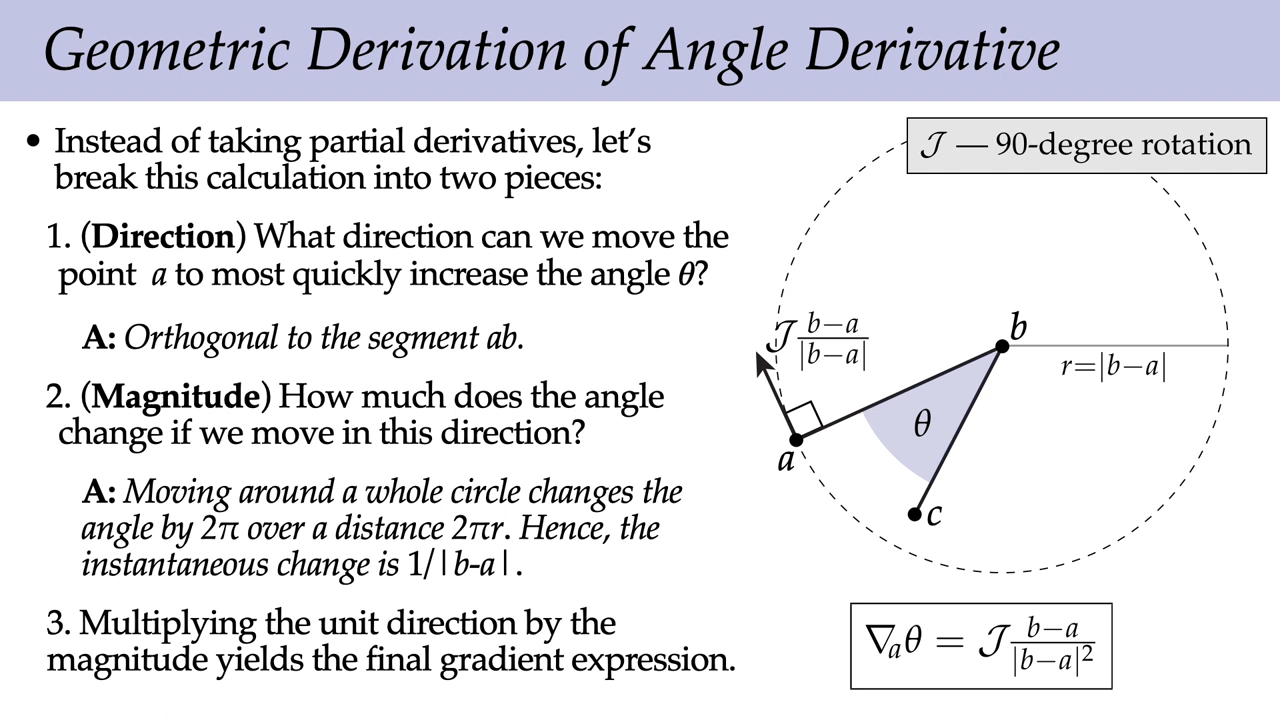 Geometric Derivation of Angle Derivative
• Instead of taking partial derivatives, let's
break this calculation into two pieces:
1. (Direction) What direction can we move the
point a to most quickly increase the angle θ?
A: Orthogonal to the segment ab.
2. (Magnitude) How much does the angle
change if we move in this direction?
A: Moving around a whole circle changes the
angle by 2π over a distance 2πr. Hence, the
instantaneous change is 1/|b-a|.
3. Multiplying the unit direction by the
magnitude yields the final gradient expression.
𝒥 — 90-degree rotation
𝒥 b−a/|b−a|
b
r=|b−a|
θ
a
c
∇ₐθ = 𝒥 b−a/|b−a|²